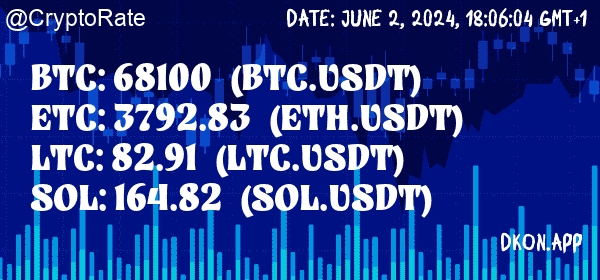 @CryptoRate
DATE: JUNE 2, 2024, 18:06:04 GMT+1
BTC: 68100 (BTC.USDT)
ETC: 3792.83 (ETH.USDT)
LTC: 82.91 (LTC.USDT)
SOL: 164.82 (SOL.USDT)
DKON.APP